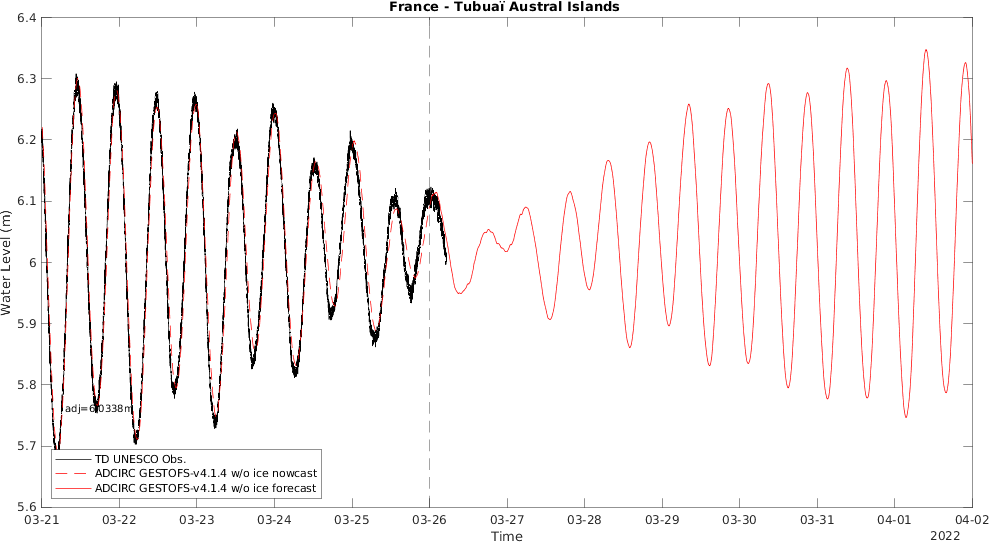 France - Tubuaï Austral Islands
6.4
6.3
6.2
6.1
6
5.9
5.8
5.7
5.6
Water Level (m)
adj=6.0338m
TD UNESCO Obs.
ADCIRC GESTOFS-v4.1.4 w/o ice nowcast
ADCIRC GESTOFS-v4.1.4 w/o ice forecast
03-21 03-22 03-23 03-24 03-25 03-26 03-27 03-28 03-29 03-30 03-31 04-01 04-02
Time
2022